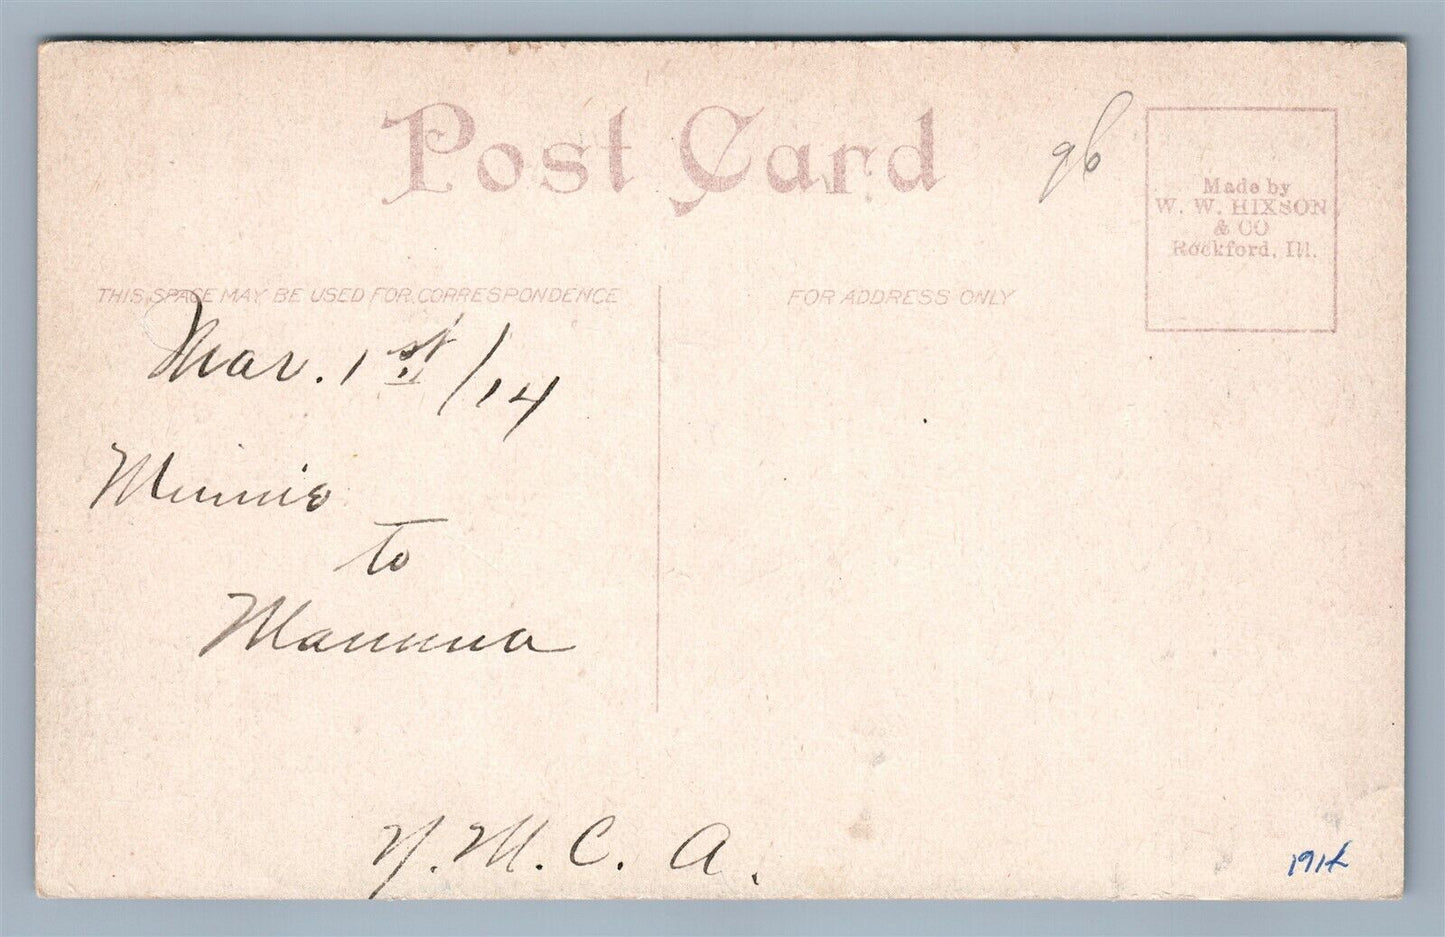 Post Card
96
Made by
W. W. HIXSON
& CO
Rockford, Ill.
THIS SPACE MAY BE USED FOR CORRESPONDENCE
FOR ADDRESS ONLY
Mar. 1st/14
Minnie
to
Mamma
Y. M. C. A.
1914